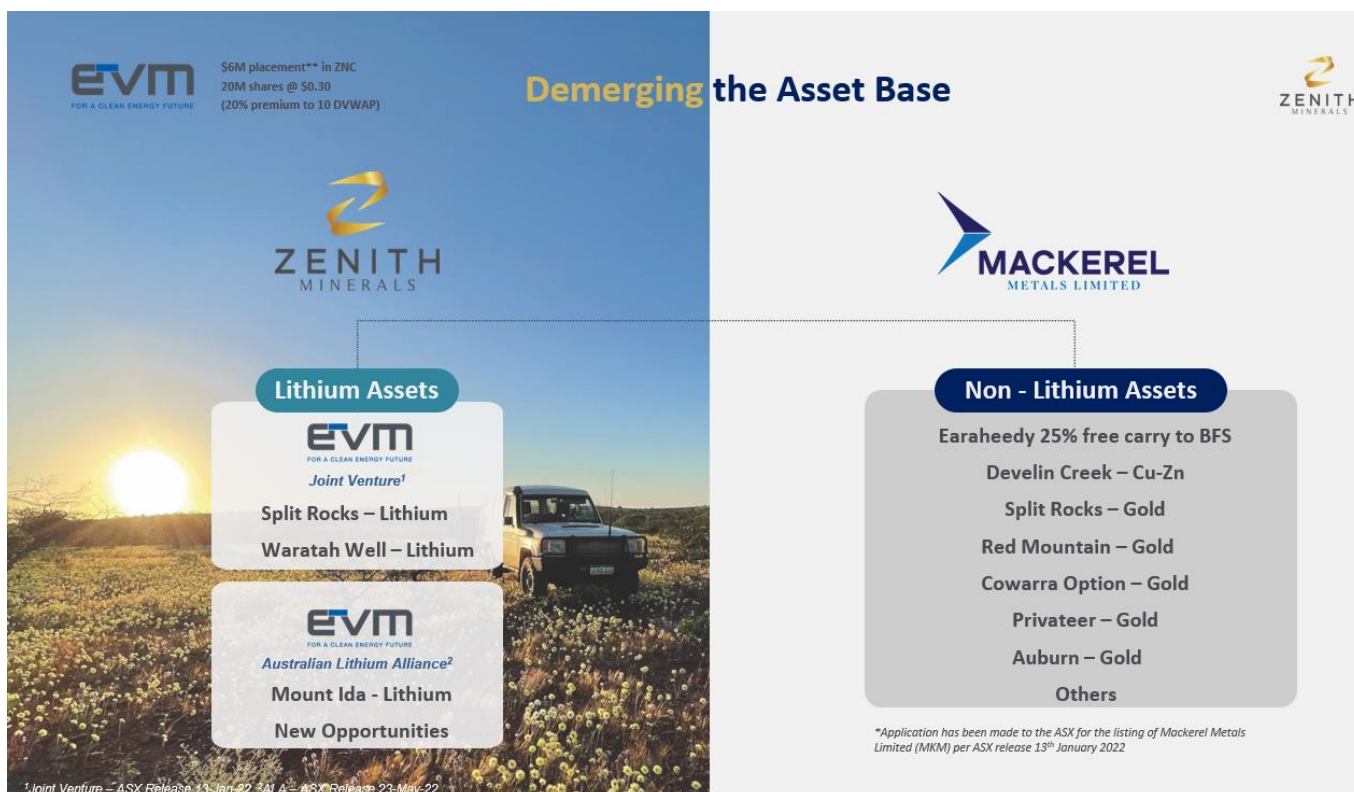 EVM
FOR A CLEAN ENERGY FUTURE
$6M placement** in ZNC
20M shares @ $0.30
(20% premium to 10 DVWAP)
Demerging the Asset Base
ZENITH
MINERALS
ZENITH
MINERALS
MACKEREL
METALS LIMITED
Lithium Assets
EVM
FOR A CLEAN ENERGY FUTURE
Joint Venture¹
Split Rocks – Lithium
Waratah Well – Lithium
EVM
FOR A CLEAN ENERGY FUTURE
Australian Lithium Alliance²
Mount Ida - Lithium
New Opportunities
Non - Lithium Assets
Earaheedy 25% free carry to BFS
Develin Creek – Cu-Zn
Split Rocks – Gold
Red Mountain – Gold
Cowarra Option – Gold
Privateer – Gold
Auburn – Gold
Others
*Application has been made to the ASX for the listing of Mackerel Metals
Limited (MKM) per ASX release 13th January 2022
¹Joint Venture – ASX Release 13-Jan-22 ²ALA – ASX Release 23-May-22